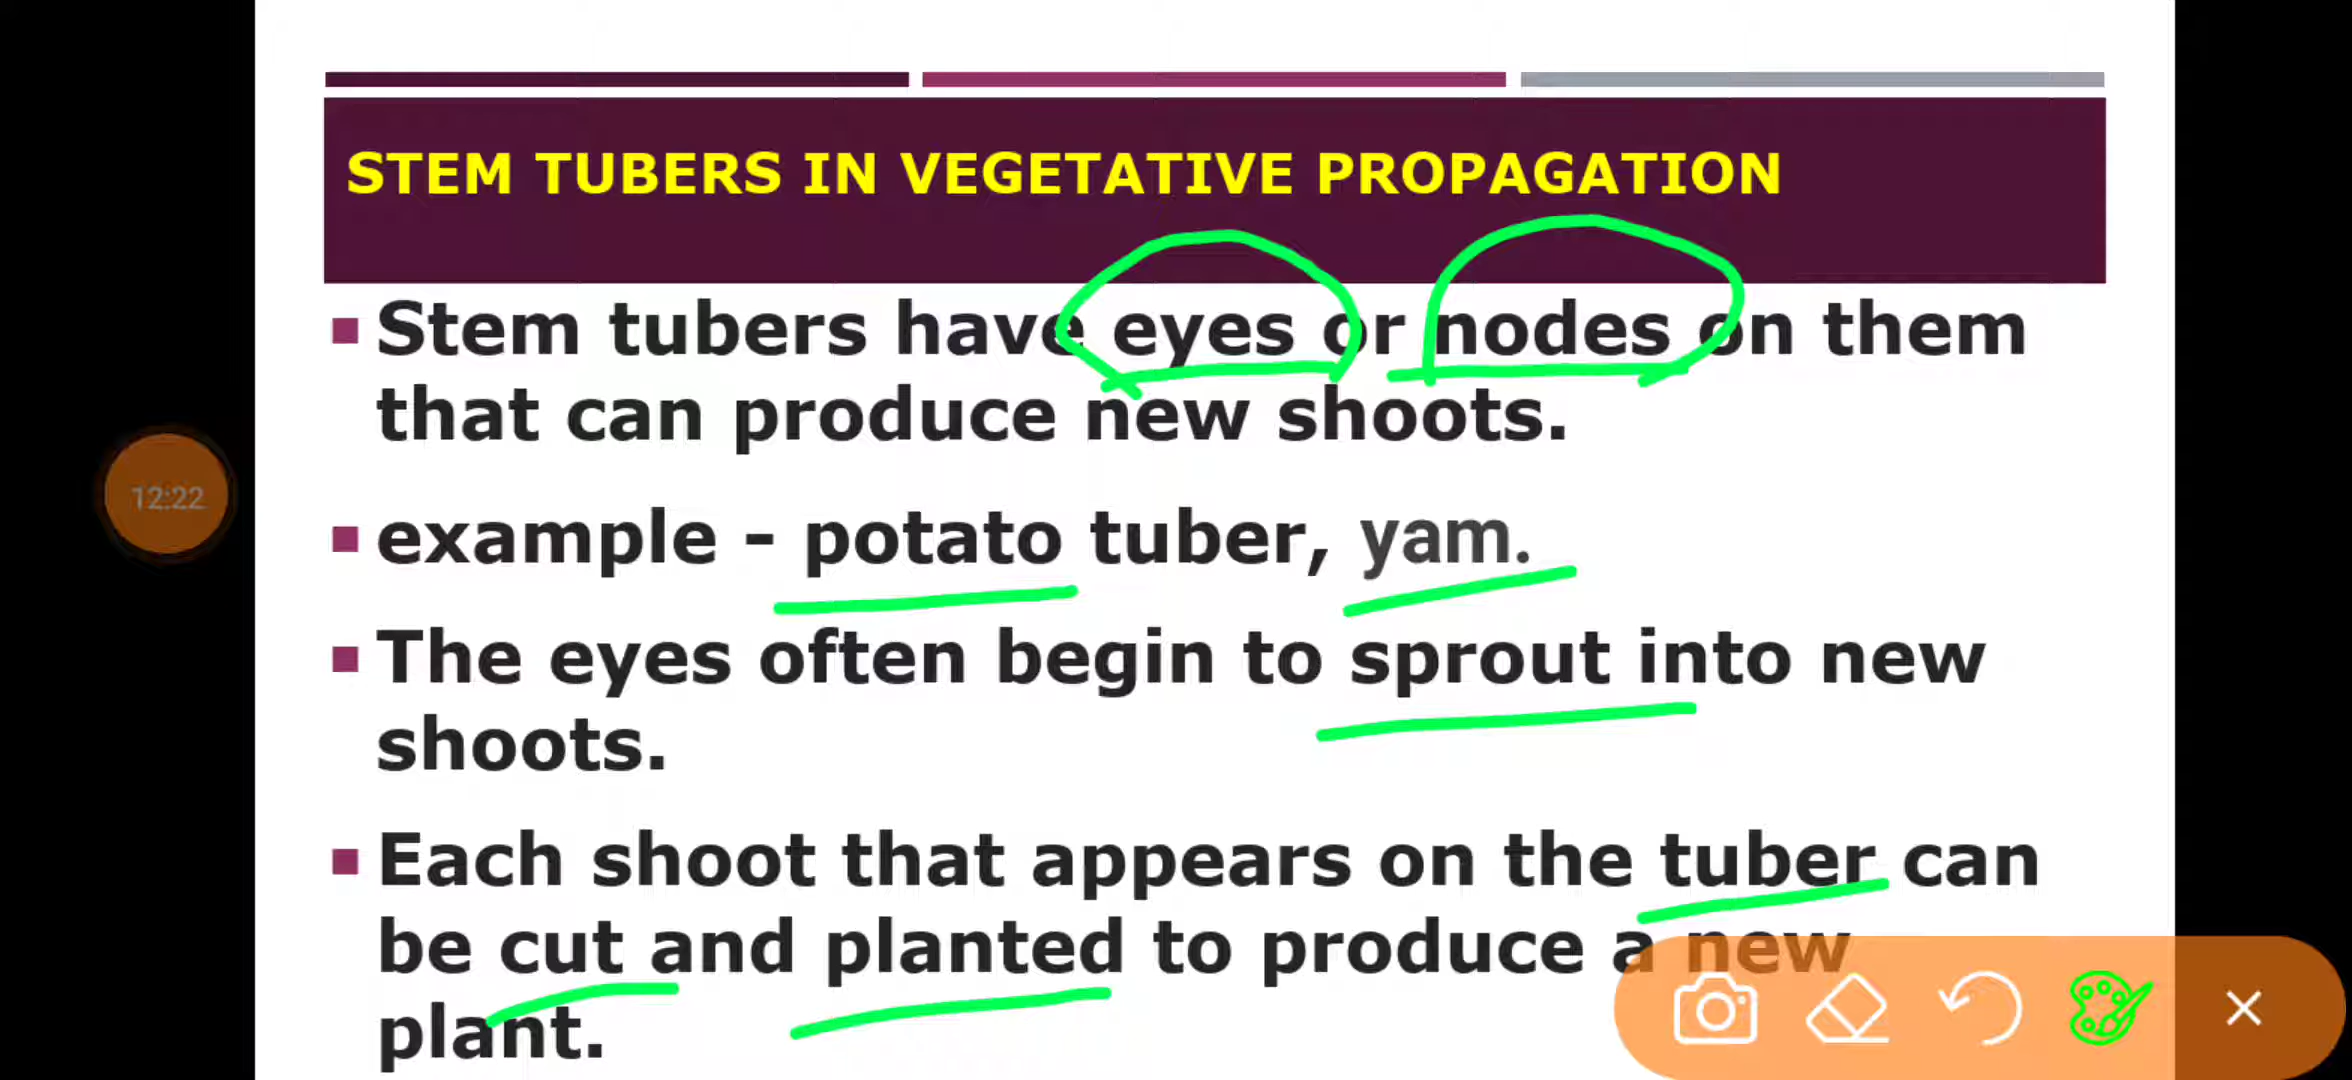 STEM TUBERS IN VEGETATIVE PROPAGATION
Stem tubers have eyes or nodes on them
that can produce new shoots.
12:22
example - potato tuber, yam.
The eyes often begin to sprout into new
shoots.
Each shoot that appears on the tuber can
be cut and planted to produce a new
plant.